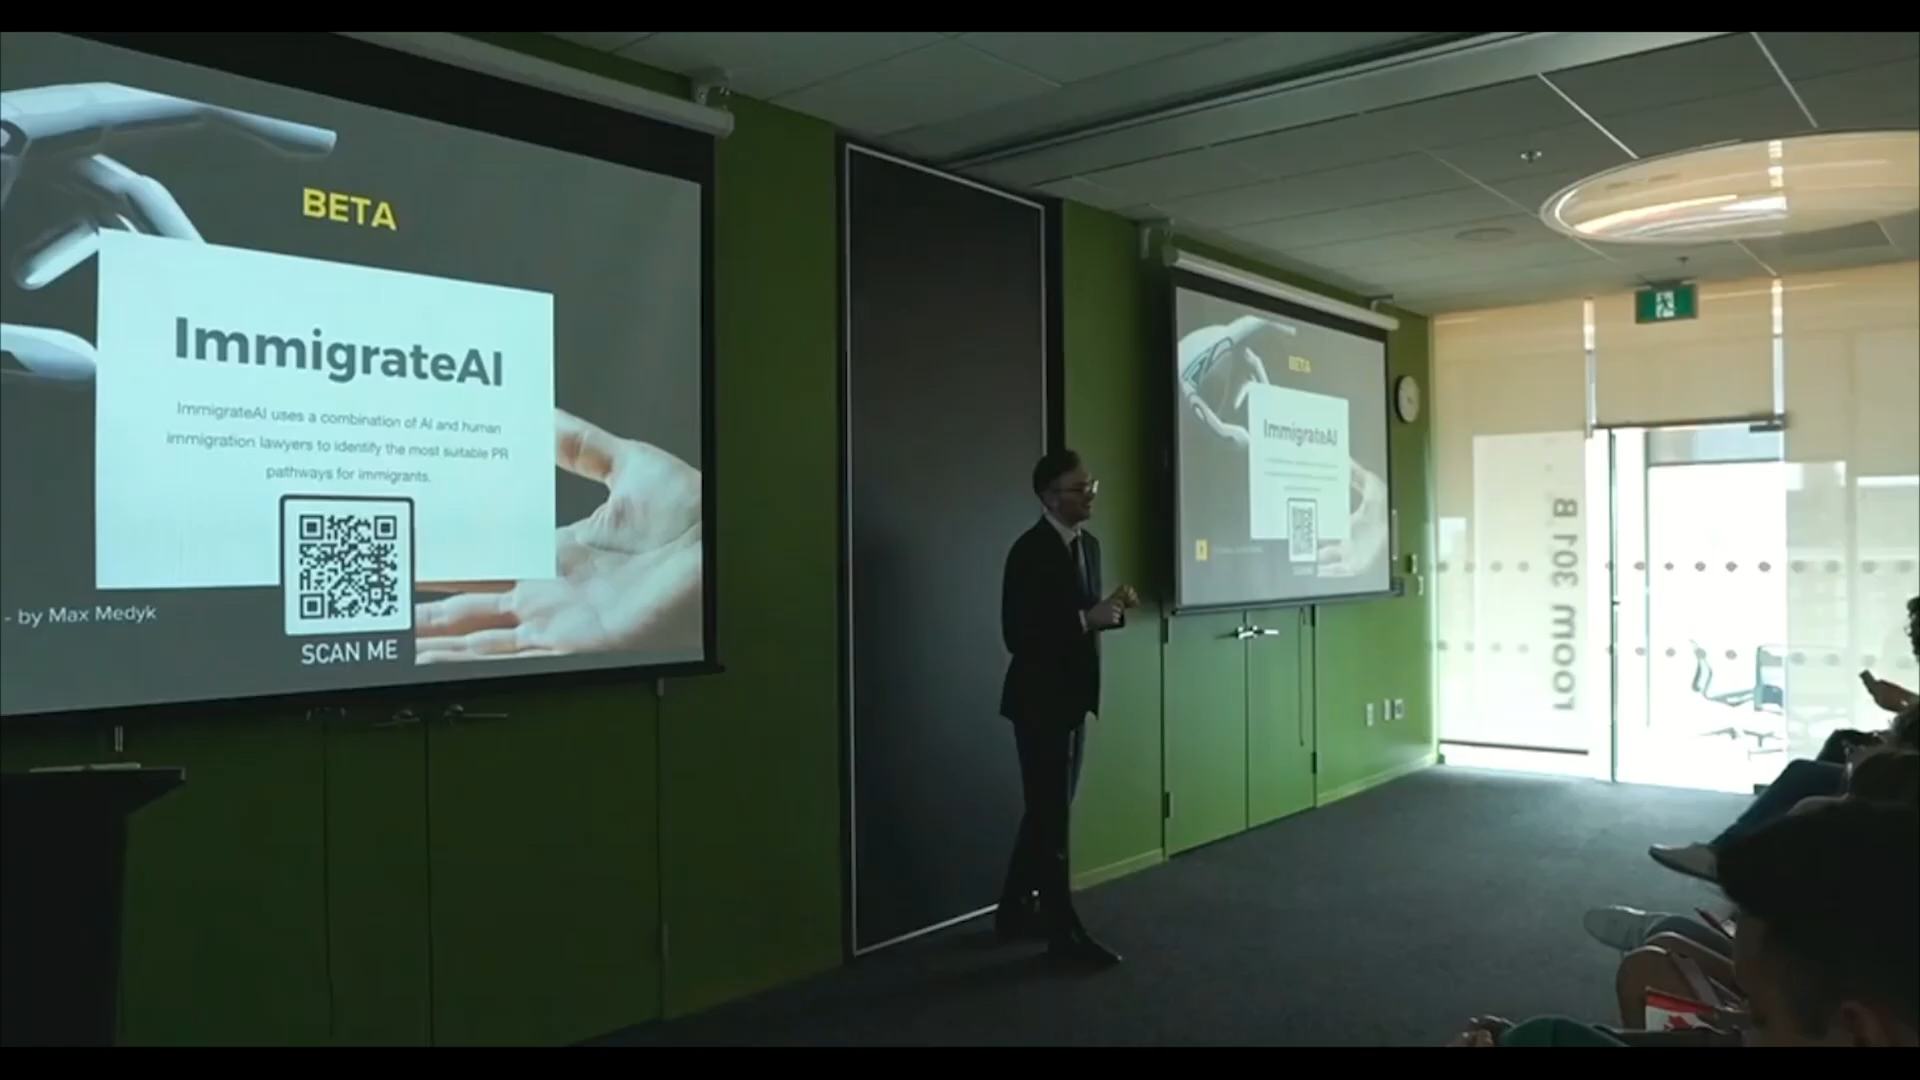 BETA
ImmigrateAI
ImmigrateAI uses a combination of AI and human
immigration lawyers to identify the most suitable PR
pathways for immigrants.
- by Max Medyk
SCAN ME
BETA
ImmigrateAI
room 301 B